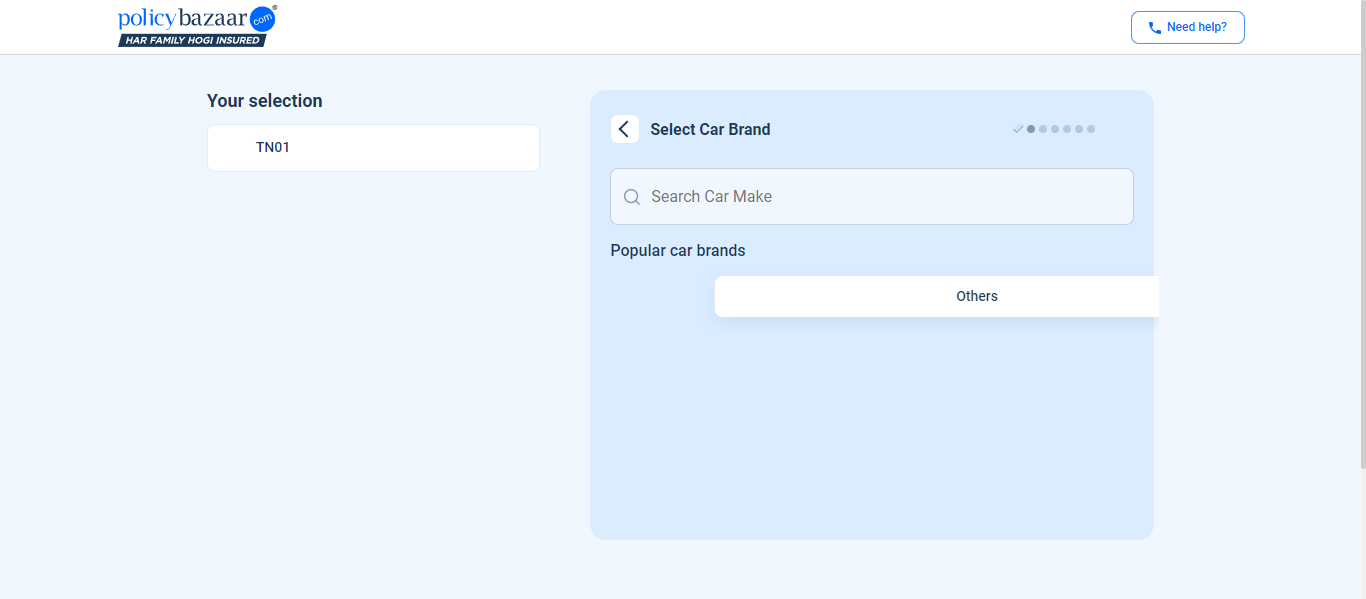 policybazaar.com®
HAR FAMILY HOGI INSURED
Need help?
Your selection
TN01
Select Car Brand
Search Car Make
Popular car brands
Others